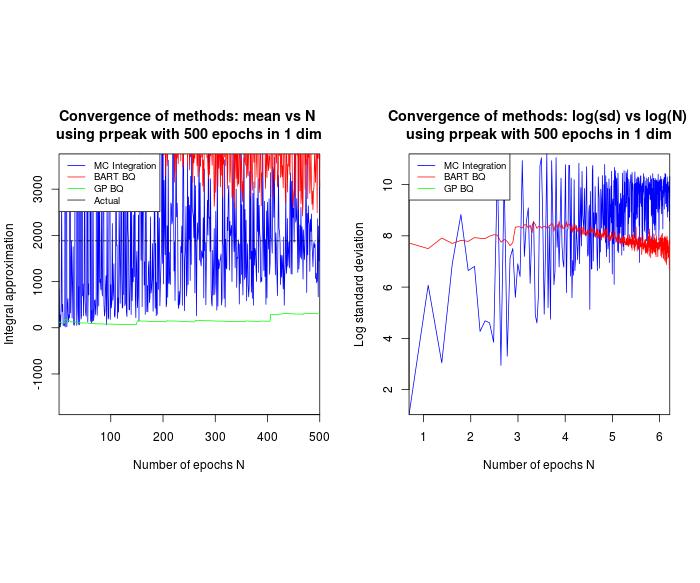 Convergence of methods: mean vs N
using prpeak with 500 epochs in 1 dim
MC Integration
BART BQ
GP BQ
Actual
Integral approximation
3000
2000
1000
0
-1000
100
200
300
400
500
Number of epochs N
Convergence of methods: log(sd) vs log(N)
using prpeak with 500 epochs in 1 dim
MC Integration
BART BQ
GP BQ
Log standard deviation
10
8
6
4
2
1
2
3
4
5
6
Number of epochs N